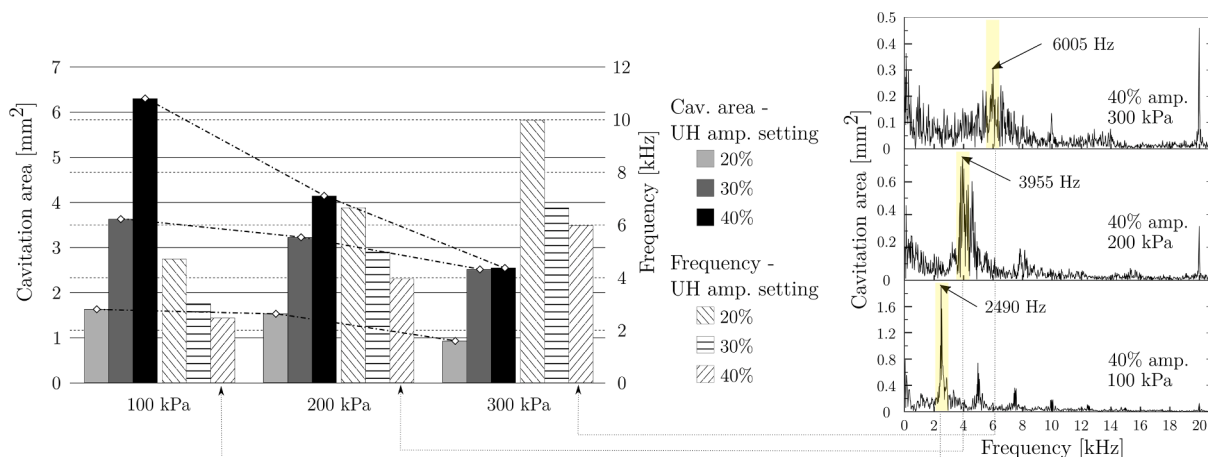 Cavitation area [mm²]
7
6
5
4
3
2
1
0
100 kPa
200 kPa
300 kPa
12
10
8
6
4
2
0
Frequency [kHz]
Cav. area -
UH amp. setting
20%
30%
40%
Frequency -
UH amp. setting
20%
30%
40%
Cavitation area [mm²]
0.5
0.4
0.3
0.2
0.1
0
6005 Hz
40% amp.
300 kPa
0.6
0.4
0.2
0
3955 Hz
40% amp.
200 kPa
1.6
1.2
0.8
0.4
0
2490 Hz
40% amp.
100 kPa
0 2 4 6 8 10 12 14 16 18 20
Frequency [kHz]